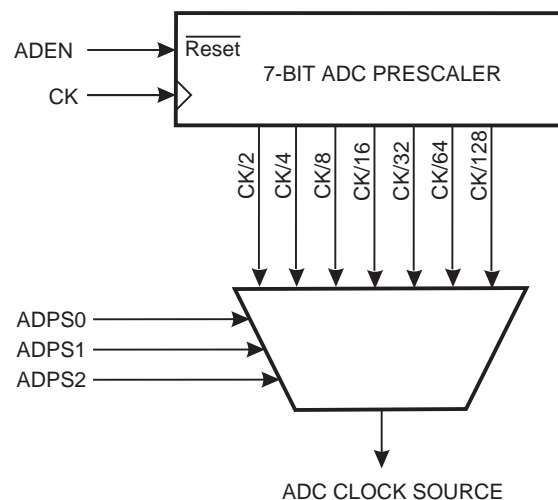 ADEN
Reset
7-BIT ADC PRESCALER
CK
CK/2
CK/4
CK/8
CK/16
CK/32
CK/64
CK/128
ADPS0
ADPS1
ADPS2
ADC CLOCK SOURCE